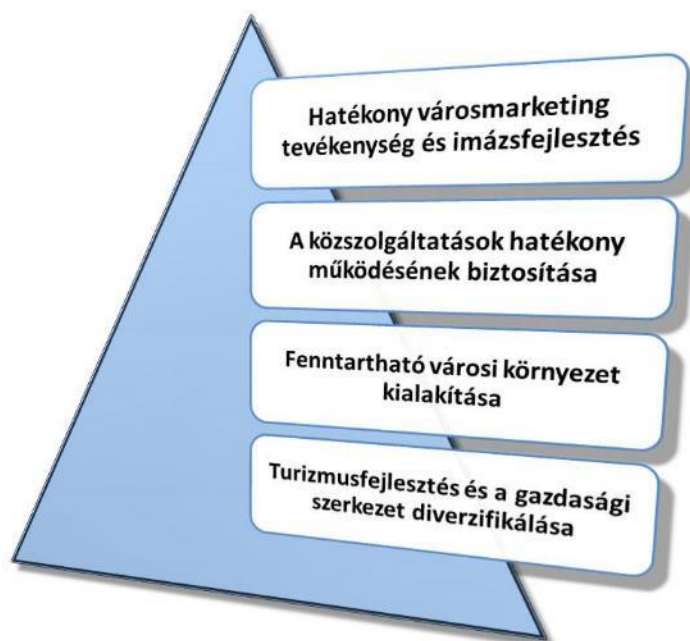 Hatékony városmarketing
tevékenység és imázsfejlesztés
A közszolgáltatások hatékony
működésének biztosítása
Fenntartható városi környezet
kialakítása
Turizmusfejlesztés és a gazdasági
szerkezet diverzifikálása